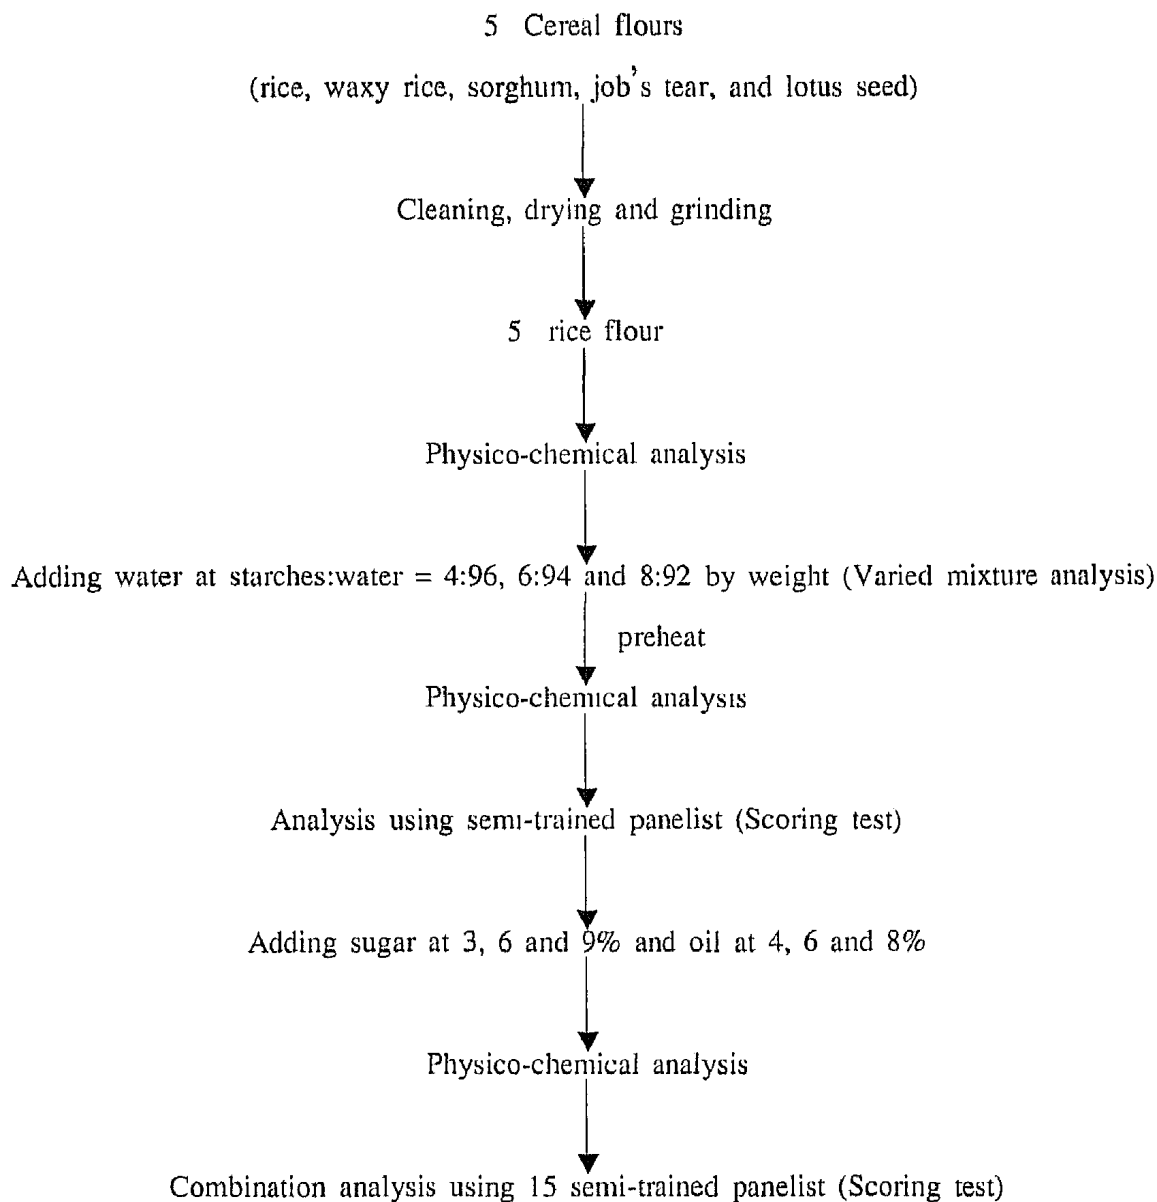 5 Cereal flours
(rice, waxy rice, sorghum, job's tear, and lotus seed)
Cleaning, drying and grinding
5 rice flour
Physico-chemical analysis
Adding water at starches:water = 4:96, 6:94 and 8:92 by weight (Varied mixture analysis)
preheat
Physico-chemical analysis
Analysis using semi-trained panelist (Scoring test)
Adding sugar at 3, 6 and 9% and oil at 4, 6 and 8%
Physico-chemical analysis
Combination analysis using 15 semi-trained panelist (Scoring test)